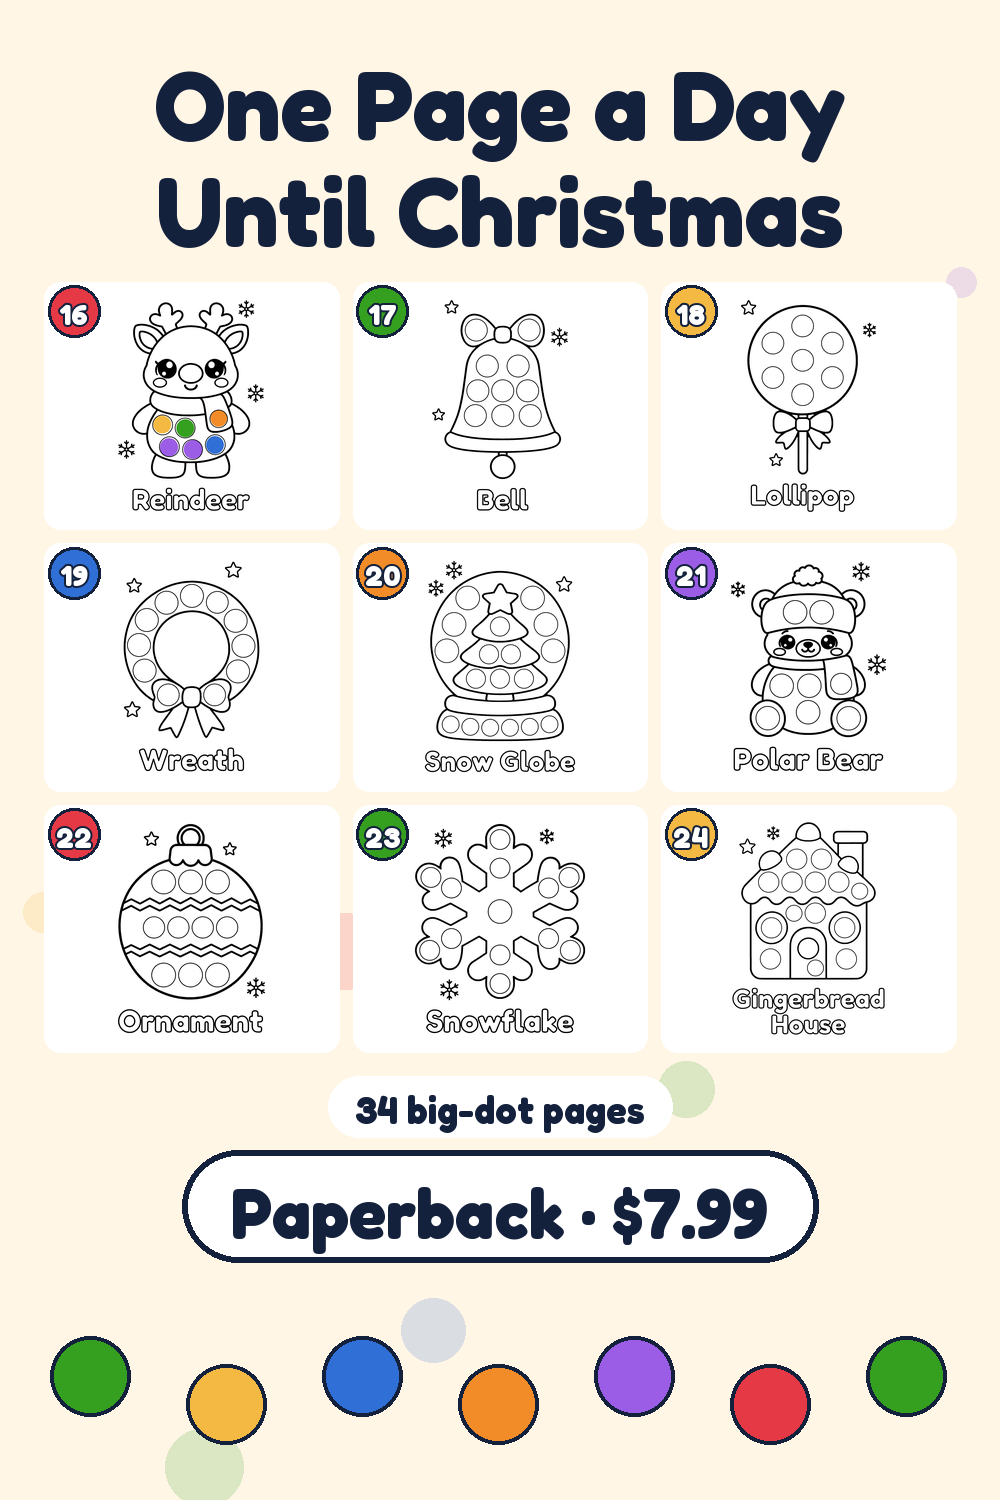 One Page a Day
Until Christmas
16
Reindeer
17
Bell
18
Lollipop
19
Wreath
20
Snow Globe
21
Polar Bear
22
Ornament
23
Snowflake
24
Gingerbread
House
34 big-dot pages
Paperback · $7.99